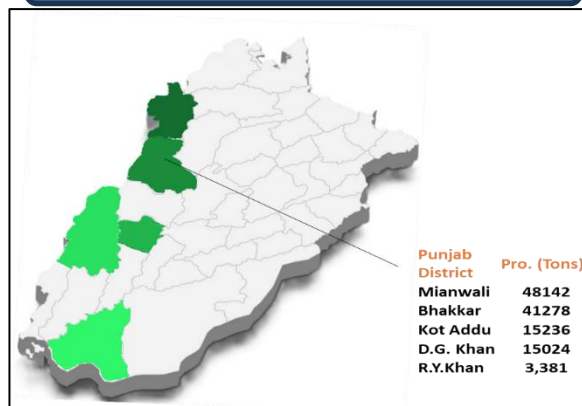 Punjab District Pro. (Tons)
Mianwali 48142
Bhakkar 41278
Kot Addu 15236
D.G. Khan 15024
R.Y.Khan 3,381